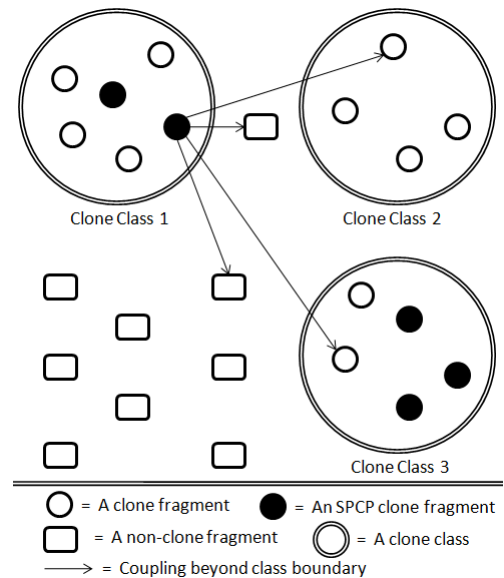 Clone Class 1
Clone Class 2
Clone Class 3
= A clone fragment
= An SPCP clone fragment
= A non-clone fragment
= A clone class
= Coupling beyond class boundary